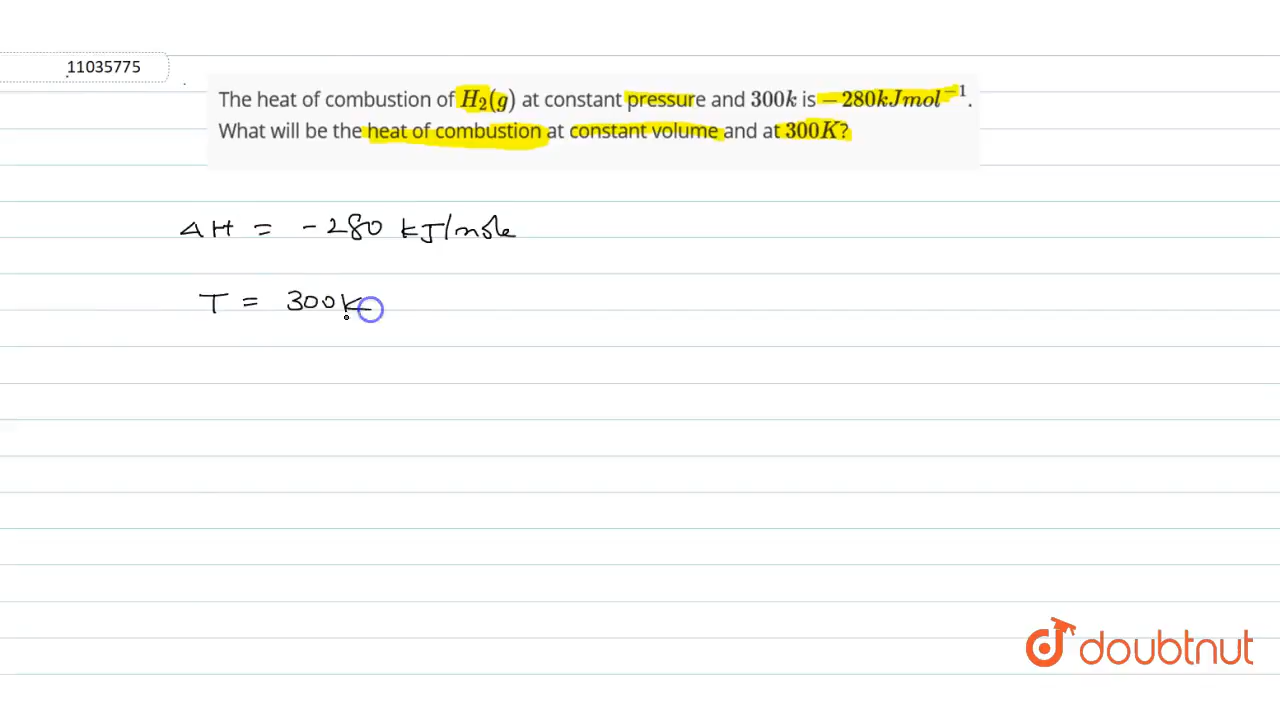 11035775
The heat of combustion of H₂(g) at constant pressure and 300k is −280kJmol⁻¹.
What will be the heat of combustion at constant volume and at 300K?
ΔH = -280 kJ/mole
T = 300K
doubtnut